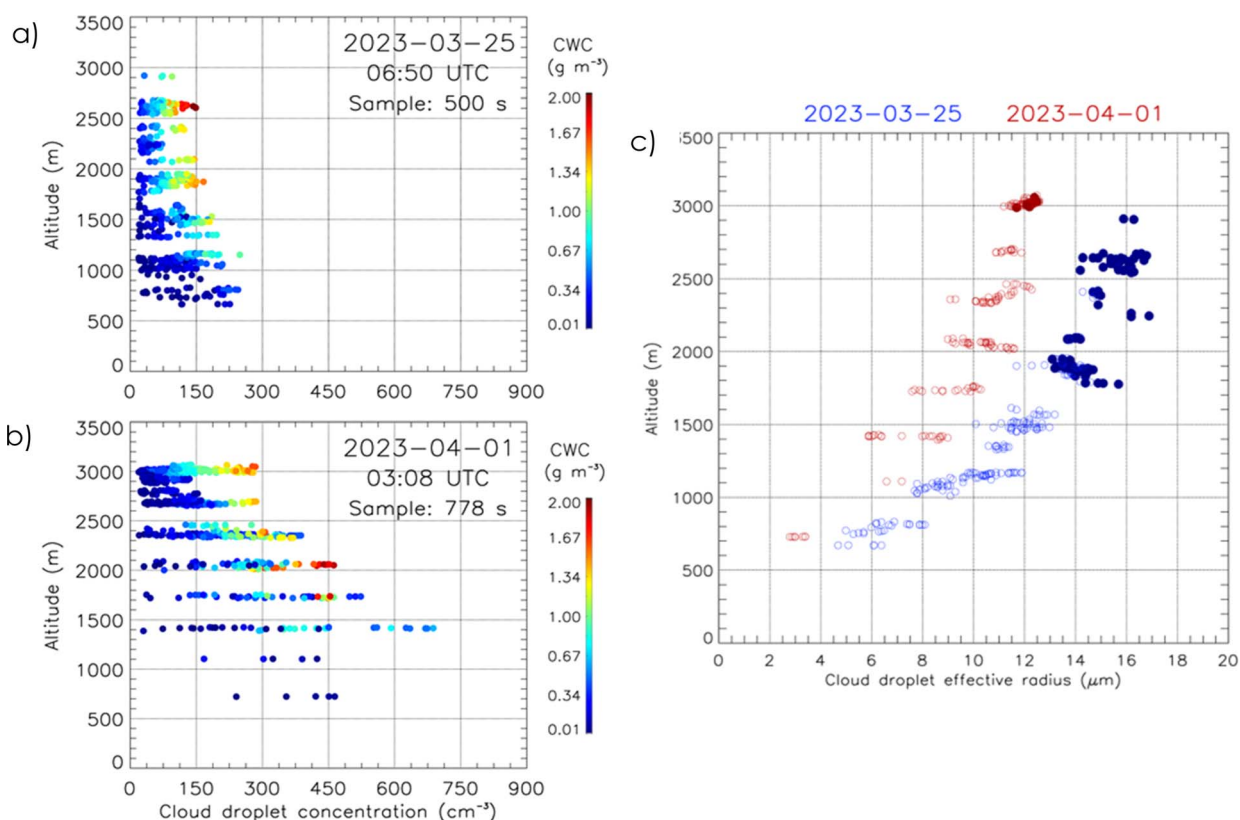 a)
3500
3000
2500
2000
1500
1000
500
0
Altitude (m)
2023-03-25
06:50 UTC
Sample: 500 s
CWC
(g m⁻³)
2.00
1.67
1.34
1.00
0.67
0.34
0.01
0 150 300 450 600 750 900
b)
3500
3000
2500
2000
1500
1000
500
0
Altitude (m)
2023-04-01
03:08 UTC
Sample: 778 s
CWC
(g m⁻³)
2.00
1.67
1.34
1.00
0.67
0.34
0.01
0 150 300 450 600 750 900
Cloud droplet concentration (cm⁻³)
2023-03-25 2023-04-01
c)
3000
2500
2000
1500
1000
500
0
Altitude (m)
0 2 4 6 8 10 12 14 16 18 20
Cloud droplet effective radius (μm)